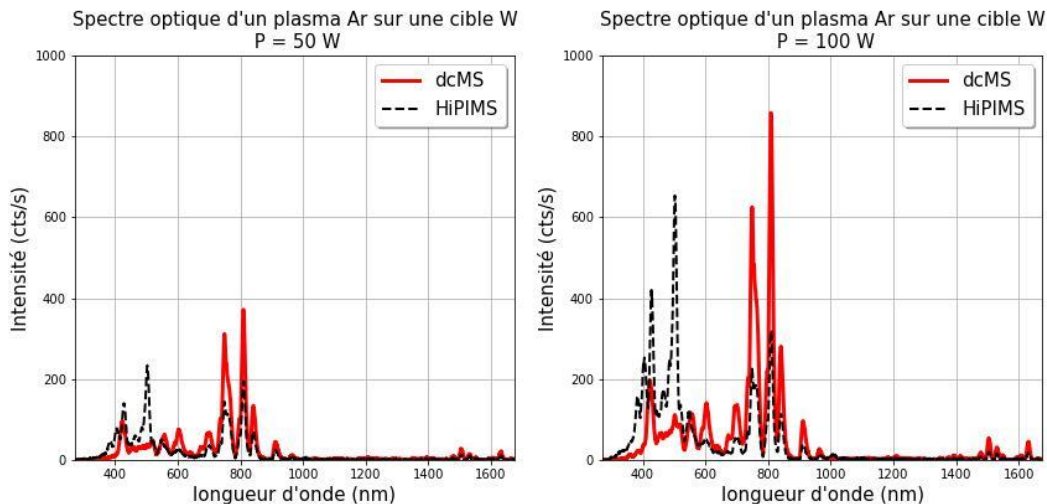 Spectre optique d'un plasma Ar sur une cible W
P = 50 W
1000
800
600
400
200
0
Intensité (cts/s)
dcMS
HiPIMS
400 600 800 1000 1200 1400 1600
longueur d'onde (nm)
Spectre optique d'un plasma Ar sur une cible W
P = 100 W
1000
800
600
400
200
0
Intensité (cts/s)
dcMS
HiPIMS
400 600 800 1000 1200 1400 1600
longueur d'onde (nm)